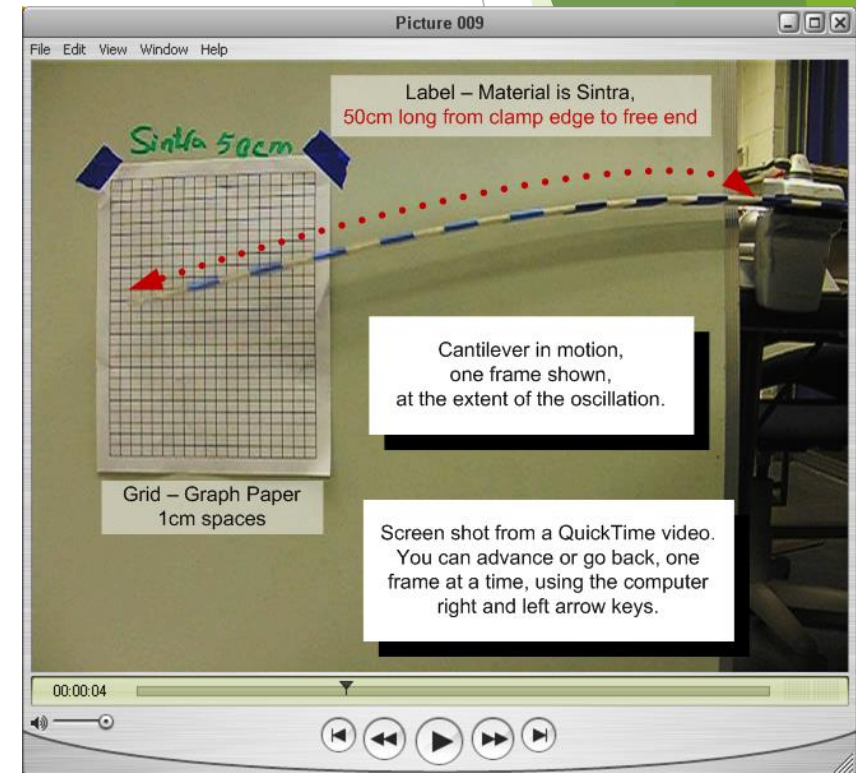 Picture 009
File Edit View Window Help
Label – Material is Sintra,
50cm long from clamp edge to free end
Sintra 50cm
Cantilever in motion,
one frame shown,
at the extent of the oscillation.
Grid – Graph Paper
1cm spaces
Screen shot from a QuickTime video.
You can advance or go back, one
frame at a time, using the computer
right and left arrow keys.
00:00:04